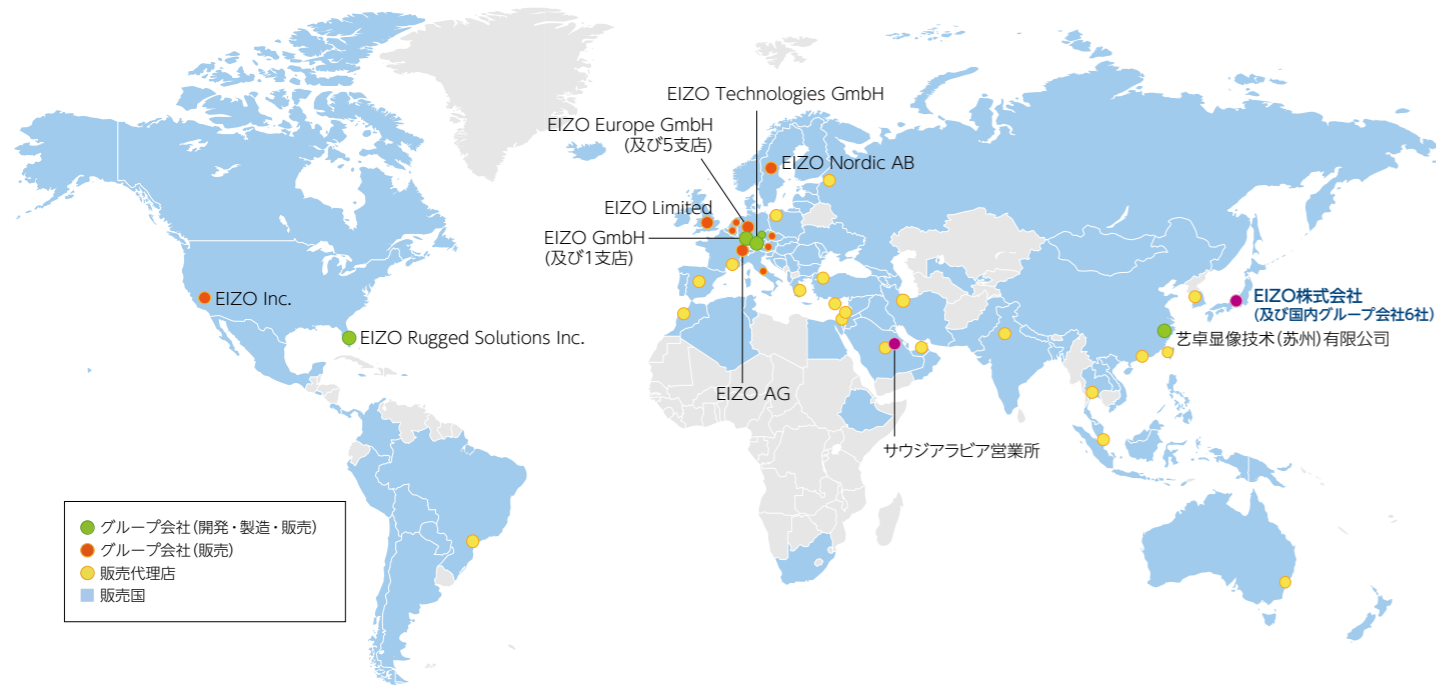 EIZO Technologies GmbH
EIZO Europe GmbH
(及び5支店)
EIZO Nordic AB
EIZO Limited
EIZO GmbH
(及び1支店)
EIZO Inc.
EIZO株式会社
(及び国内グループ会社6社)
EIZO Rugged Solutions Inc.
艺卓显像技术(苏州)有限公司
EIZO AG
サウジアラビア営業所
グループ会社(開発・製造・販売)
グループ会社(販売)
販売代理店
販売国